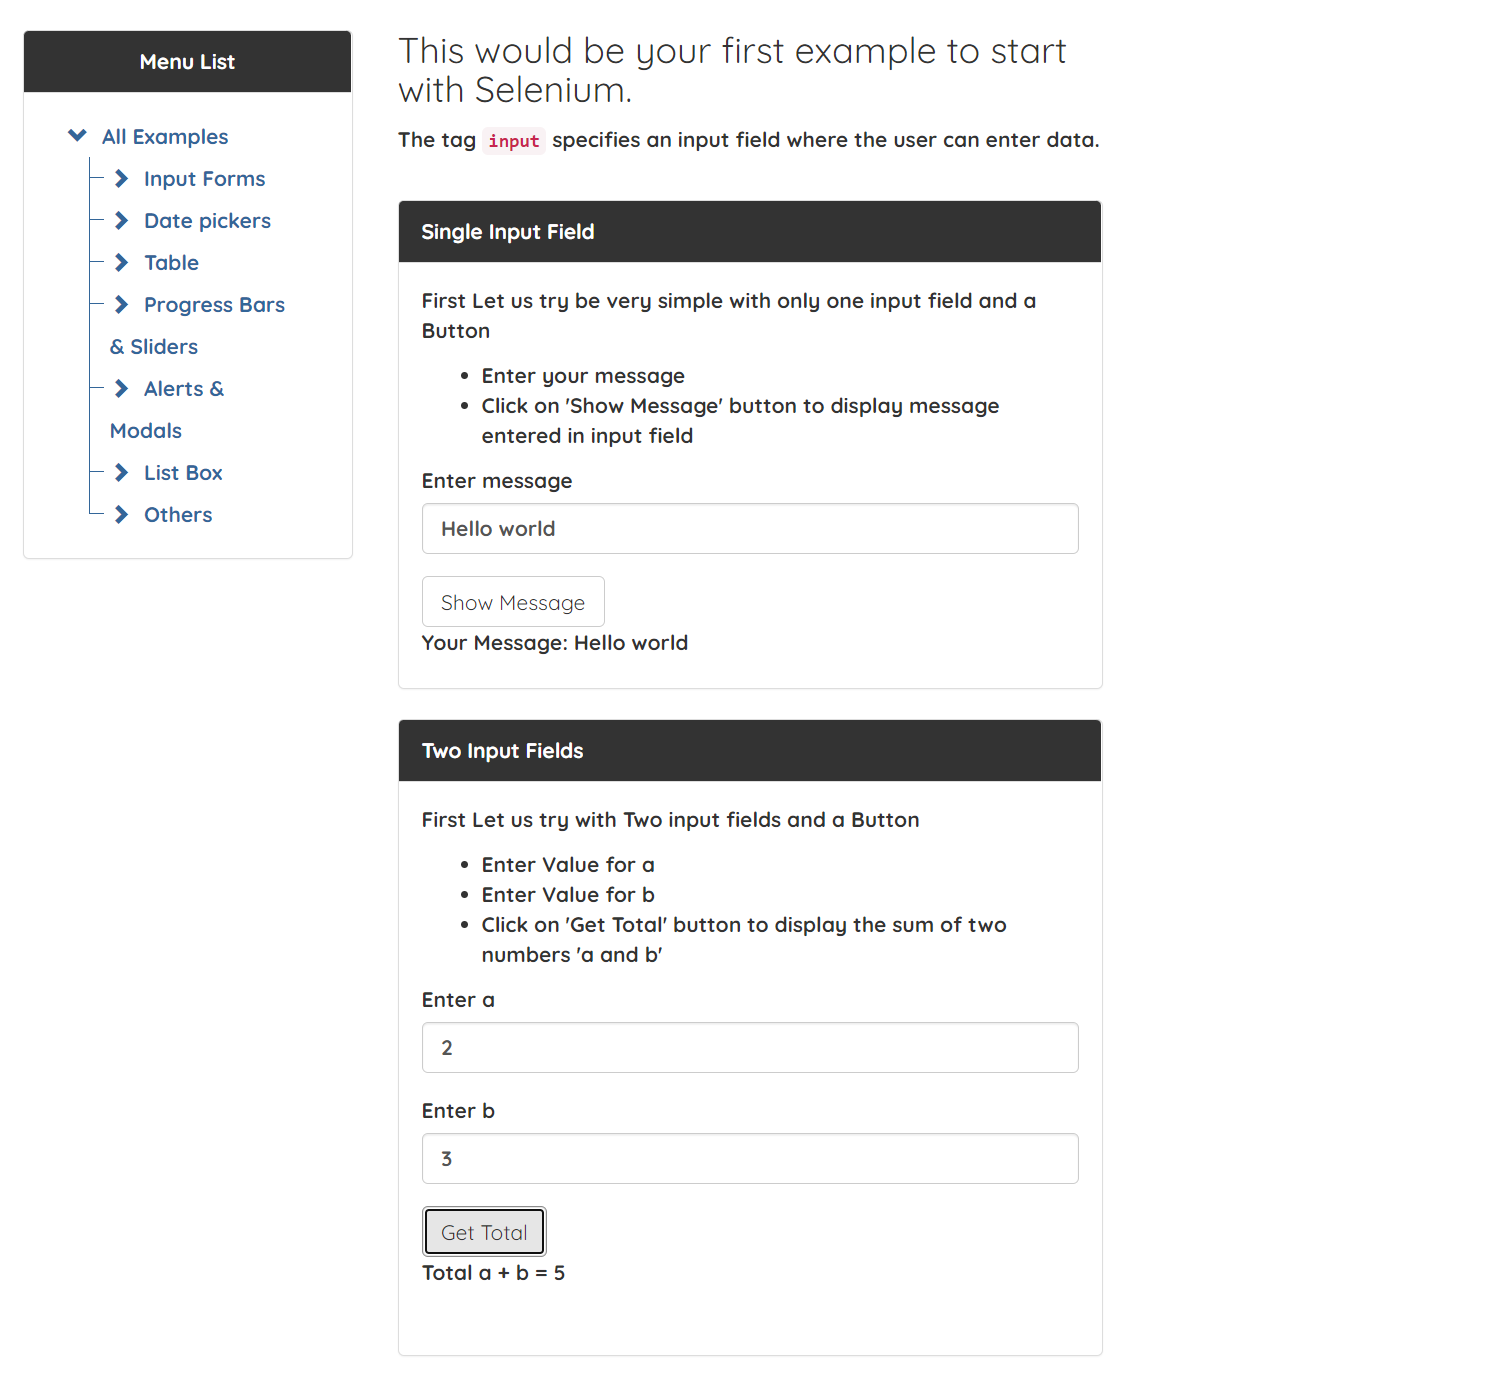 Menu List
All Examples
Input Forms
Date pickers
Table
Progress Bars
& Sliders
Alerts &
Modals
List Box
Others
This would be your first example to start
with Selenium.
The tag input specifies an input field where the user can enter data.
Single Input Field
First Let us try be very simple with only one input field and a
Button
Enter your message
Click on 'Show Message' button to display message
entered in input field
Enter message
Hello world
Show Message
Your Message: Hello world
Two Input Fields
First Let us try with Two input fields and a Button
Enter Value for a
Enter Value for b
Click on 'Get Total' button to display the sum of two
numbers 'a and b'
Enter a
2
Enter b
3
Get Total
Total a + b = 5